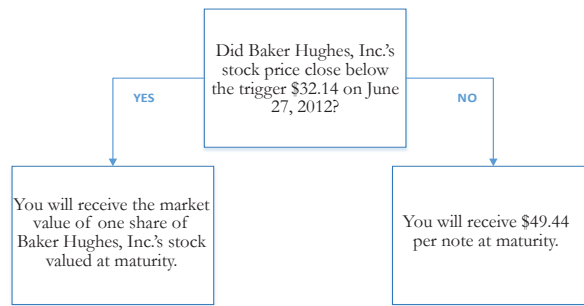 Did Baker Hughes, Inc.'s
stock price close below
the trigger $32.14 on June
27, 2012?
YES
NO
You will receive the market
value of one share of
Baker Hughes, Inc.'s stock
valued at maturity.
You will receive $49.44
per note at maturity.